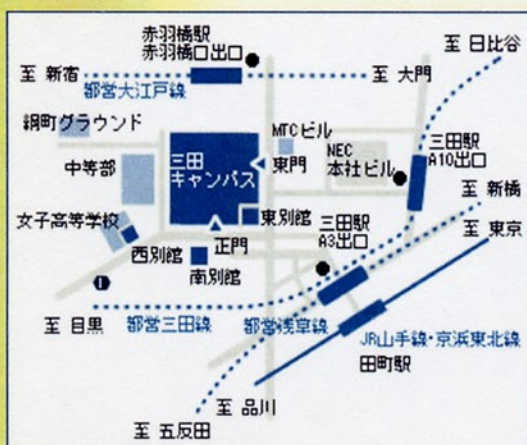 赤羽橋駅
赤羽橋口出口
至 日比谷
至 新宿
都営大江戸線
至 大門
綱町グラウンド
MTCビル
三田駅
A10出口
中等部
三田
キャンパス
東門
NEC
本社ビル
至 新橋
女子高等学校
東別館
三田駅
A3出口
至 東京
西別館
正門
南別館
至 目黒
都営三田線
都営浅草線
JR山手線・京浜東北線
田町駅
至 品川
至 五反田